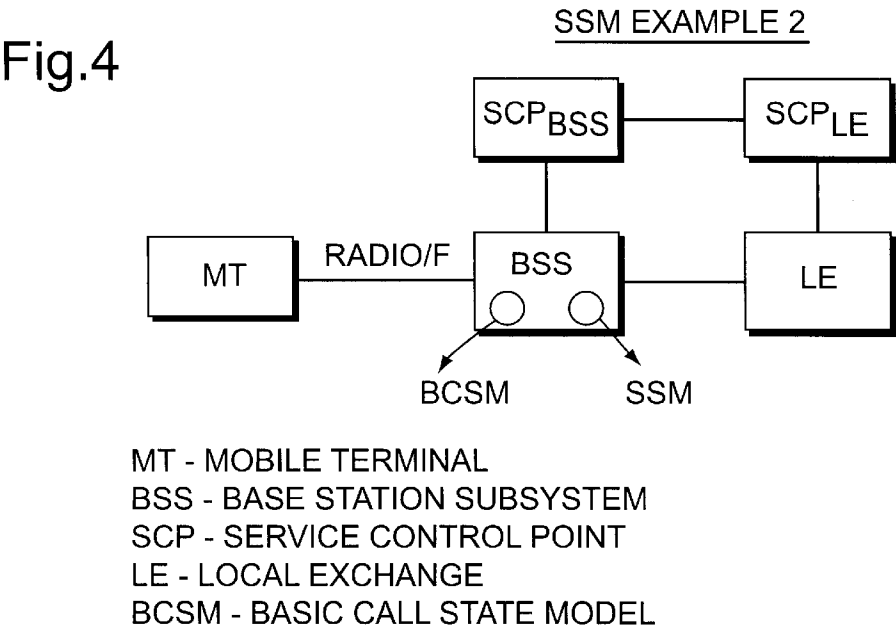 SSM EXAMPLE 2
Fig.4
SCPBSS
SCPLE
MT
RADIO/F
BSS
LE
BCSM
SSM
MT - MOBILE TERMINAL
BSS - BASE STATION SUBSYSTEM
SCP - SERVICE CONTROL POINT
LE - LOCAL EXCHANGE
BCSM - BASIC CALL STATE MODEL